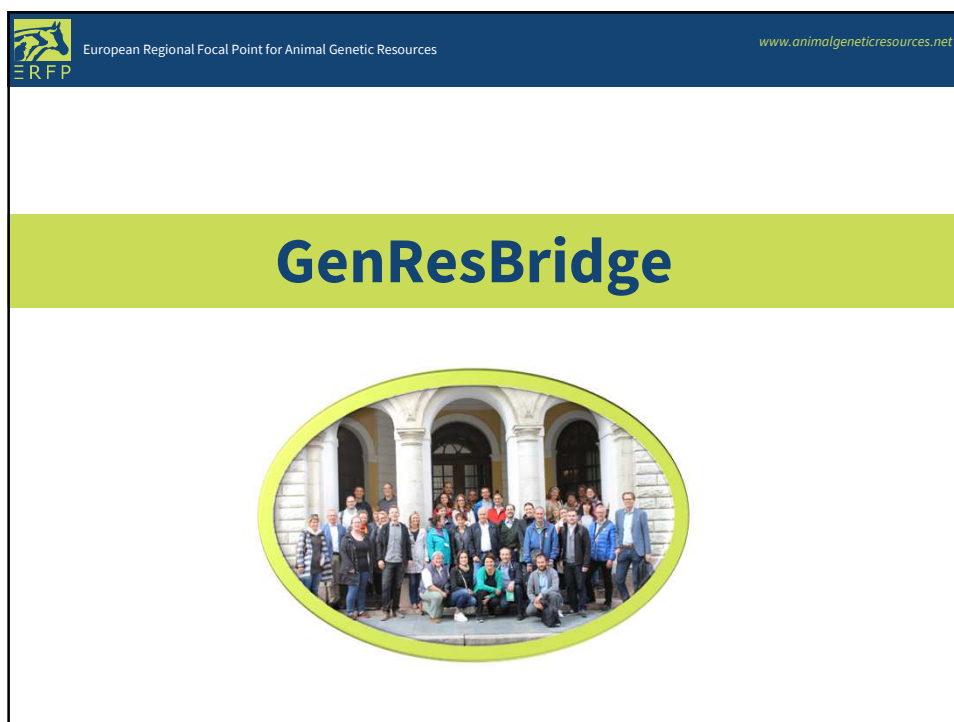 European Regional Focal Point for Animal Genetic Resources
www.animalgeneticresources.net
ERFP
GenResBridge